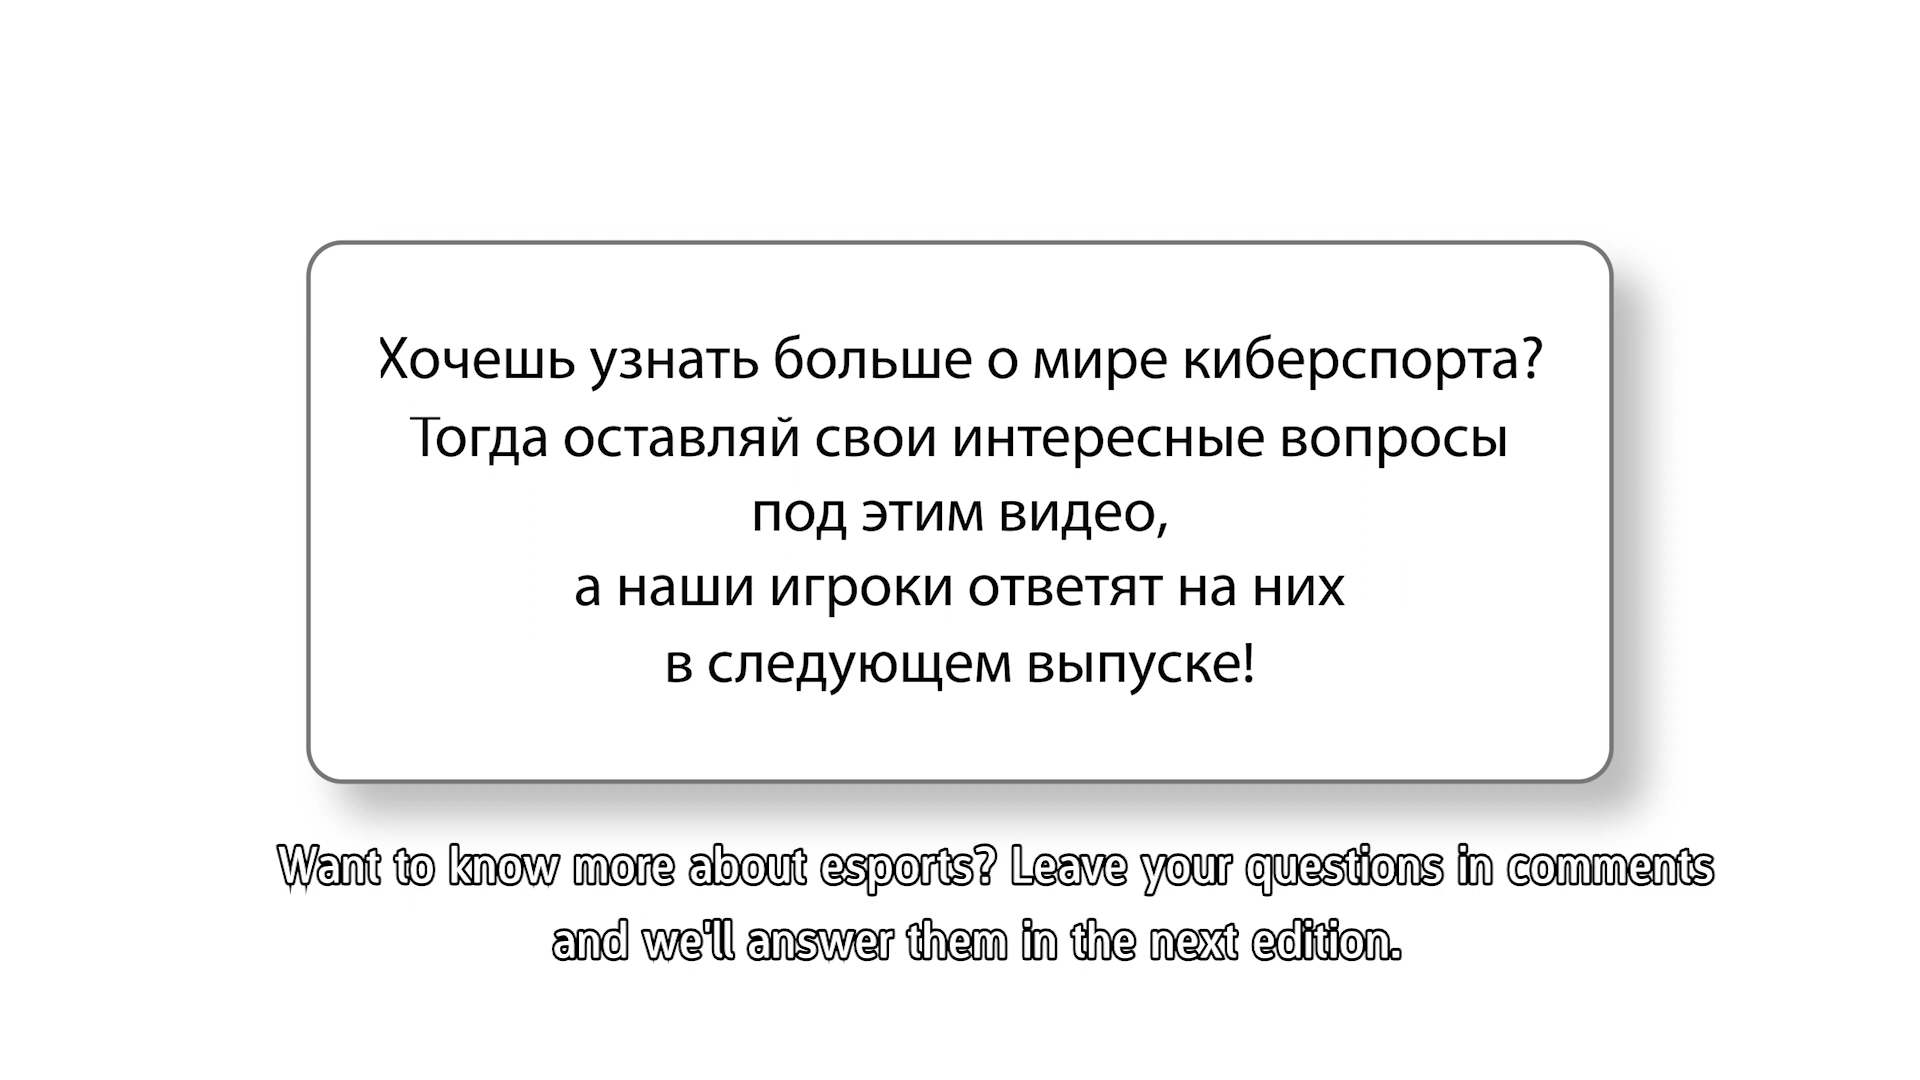 Хочешь узнать больше о мире киберспорта?
Тогда оставляй свои интересные вопросы
под этим видео,
а наши игроки ответят на них
в следующем выпуске!
Want to know more about esports? Leave your questions in comments
and we'll answer them in the next edition.